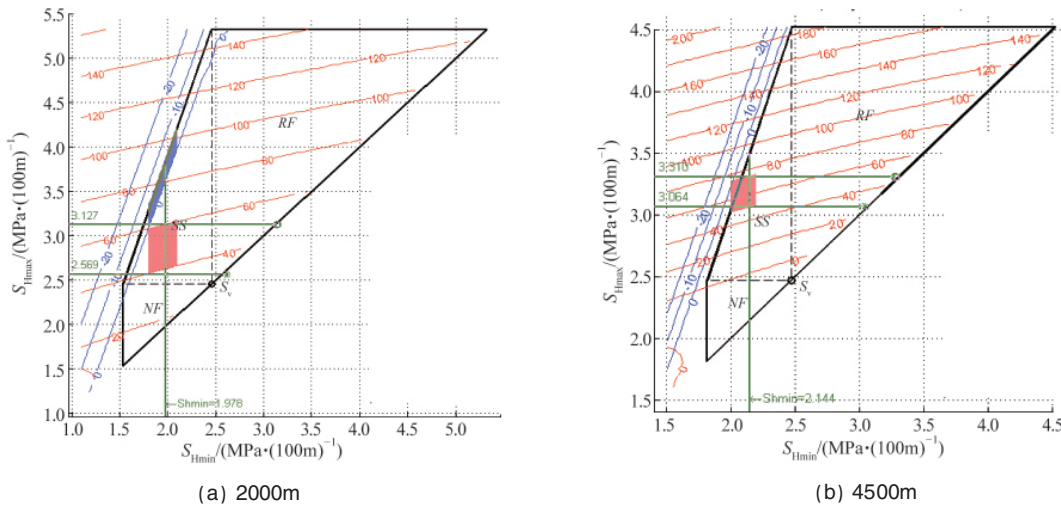 5.5
5.0
4.5
4.0
3.5
3.0
2.5
2.0
1.5
1.0
S_Hmax/(MPa·(100m)⁻¹)
1.0 1.5 2.0 2.5 3.0 3.5 4.0 4.5 5.0
S_Hmin/(MPa·(100m)⁻¹)
140
120
100
80
60
40
20
140
120
100
80
60
40
-20
-10
0
RF
SS
NF
S_v
3.127
2.569
←Shmin=1.978
(a) 2000m
4.5
4.0
3.5
3.0
2.5
2.0
1.5
S_Hmax/(MPa·(100m)⁻¹)
1.5 2.0 2.5 3.0 3.5 4.0 4.5
S_Hmin/(MPa·(100m)⁻¹)
200
180
160
140
120
100
80
60
40
20
0
-20
-10
0
RF
SS
NF
S_v
3.310
3.064
←Shmin=2.144
(b) 4500m